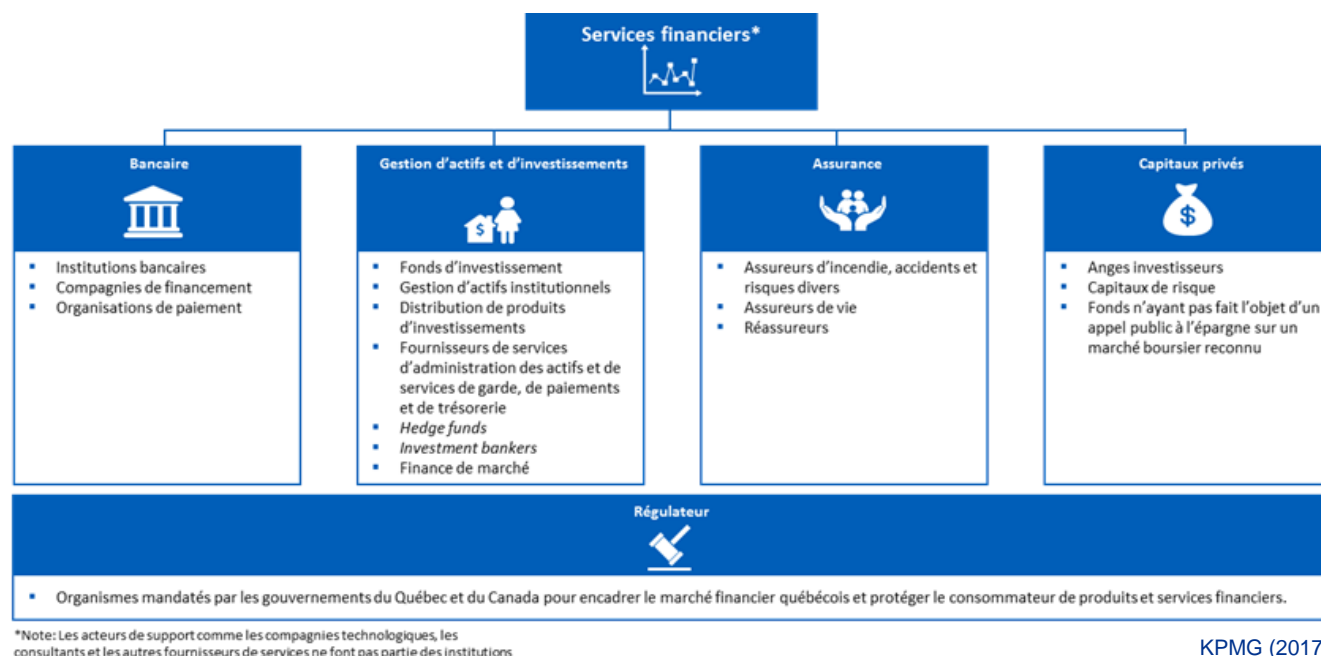 Services financiers*
Bancaire
Institutions bancaires
Compagnies de financement
Organisations de paiement
Gestion d'actifs et d'investissements
$
Fonds d'investissement
Gestion d'actifs institutionnels
Distribution de produits
d'investissements
Fournisseurs de services
d'administration des actifs et de
services de garde, de paiements
et de trésorerie
Hedge funds
Investment bankers
Finance de marché
Assurance
Assureurs d'incendie, accidents et
risques divers
Assureurs de vie
Réassureurs
Capitaux privés
$
Anges investisseurs
Capitaux de risque
Fonds n'ayant pas fait l'objet d'un
appel public à l'épargne sur un
marché boursier reconnu
Régulateur
Organismes mandatés par les gouvernements du Québec et du Canada pour encadrer le marché financier québécois et protéger le consommateur de produits et services financiers.
*Note: Les acteurs de support comme les compagnies technologiques, les
consultants et les autres fournisseurs de services ne font pas partie des institutions
KPMG (2017